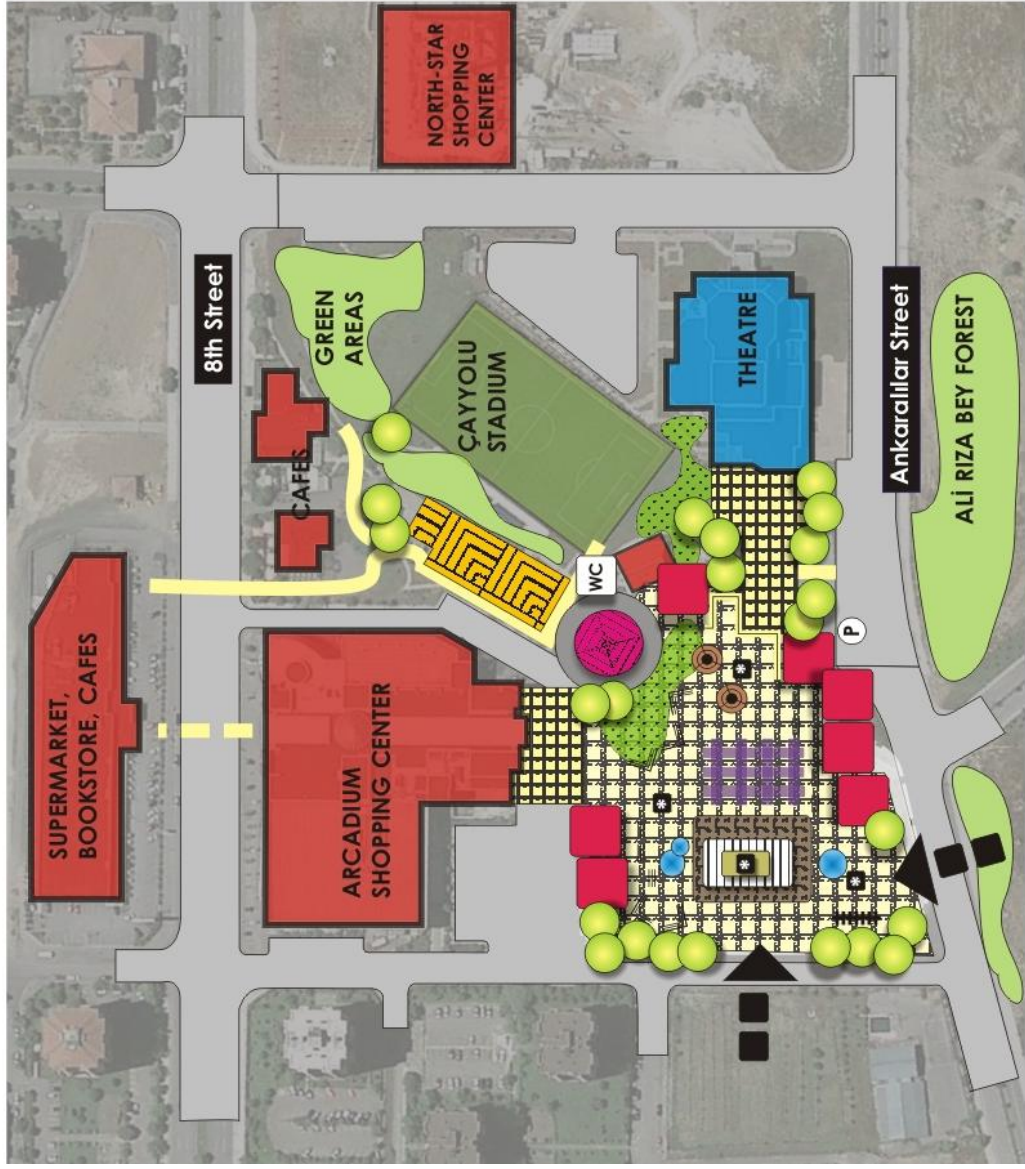 SUPERMARKET,
BOOKSTORE, CAFES
8th Street
ARCADIUM
SHOPPING CENTER
CAFES
GREEN
AREAS
NORTH-STAR
SHOPPING
CENTER
ÇAYYOLU
STADIUM
WC
THEATRE
P
Ankaralılar Street
ALİ RIZA BEY FOREST